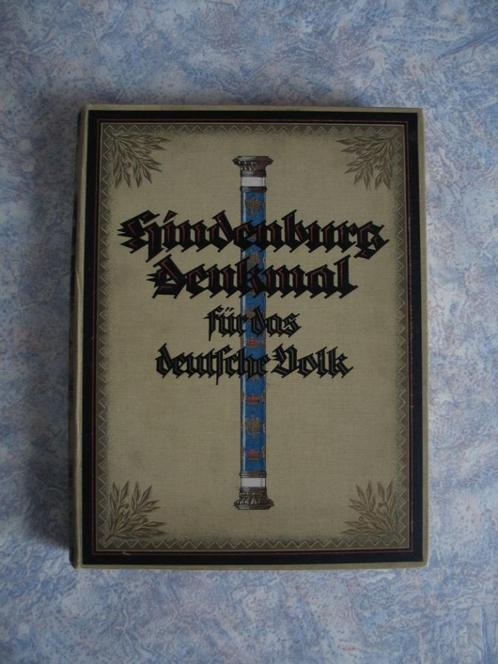 Hindenburg
Denkmal
für das
deutsche Volk